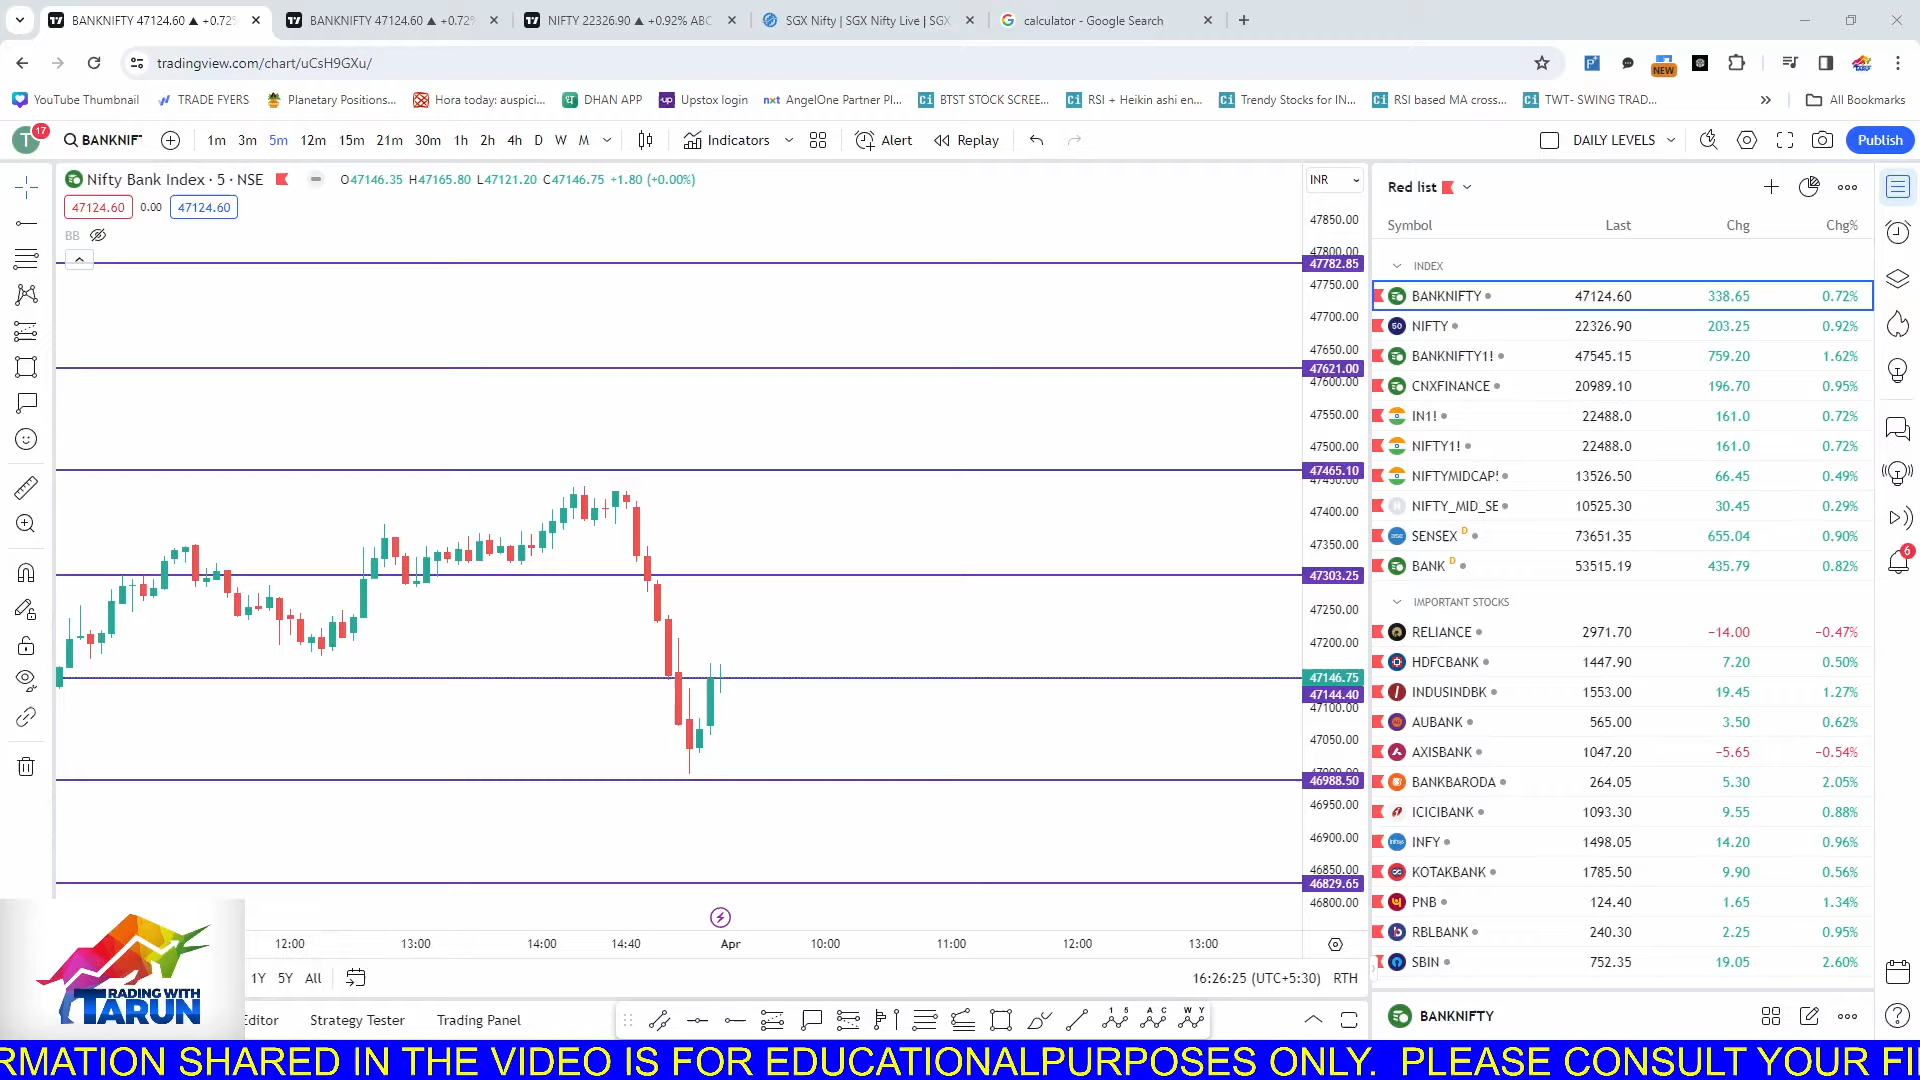 BANKNIFTY 47124.60 ▲ +0.72%
BANKNIFTY 47124.60 ▲ +0.72%
NIFTY 22326.90 ▲ +0.92% ABC
SGX Nifty | SGX Nifty Live | SGX
calculator - Google Search
tradingview.com/chart/uCsH9GXu/
NEW
YouTube Thumbnail
TRADE FYERS
Planetary Positions...
Hora today: auspici...
DHAN APP
Upstox login
AngelOne Partner Pl...
BTST STOCK SCREE...
RSI + Heikin ashi en...
Trendy Stocks for IN...
RSI based MA cross...
TWT- SWING TRAD...
All Bookmarks
T 17 BANKNIF 1m 3m 5m 12m 15m 21m 30m 1h 2h 4h D W M Indicators Alert Replay DAILY LEVELS Publish
Nifty Bank Index · 5 · NSE O47146.35 H47165.80 L47121.20 C47146.75 +1.80 (+0.00%)
47124.60 0.00 47124.60
BB
INR
47850.00
47800.00
47782.85
47750.00
47700.00
47650.00
47621.00
47600.00
47550.00
47500.00
47465.10
47450.00
47400.00
47350.00
47303.25
47250.00
47200.00
47146.75
47144.40
47100.00
47050.00
46988.50
46950.00
46900.00
46850.00
46829.65
46800.00
12:00 13:00 14:00 14:40 Apr 10:00 11:00 12:00 13:00
1Y 5Y All
16:26:25 (UTC+5:30) RTH
Editor Strategy Tester Trading Panel
Red list
Symbol Last Chg Chg%
INDEX
BANKNIFTY 47124.60 338.65 0.72%
NIFTY 22326.90 203.25 0.92%
BANKNIFTY1! 47545.15 759.20 1.62%
CNXFINANCE 20989.10 196.70 0.95%
IN1! 22488.0 161.0 0.72%
NIFTY1! 22488.0 161.0 0.72%
NIFTYMIDCAP! 13526.50 66.45 0.49%
NIFTY_MID_SE 10525.30 30.45 0.29%
SENSEX D 73651.35 655.04 0.90%
BANK D 53515.19 435.79 0.82%
IMPORTANT STOCKS
RELIANCE 2971.70 −14.00 −0.47%
HDFCBANK 1447.90 7.20 0.50%
INDUSINDBK 1553.00 19.45 1.27%
AUBANK 565.00 3.50 0.62%
AXISBANK 1047.20 −5.65 −0.54%
BANKBARODA 264.05 5.30 2.05%
ICICIBANK 1093.30 9.55 0.88%
INFY 1498.05 14.20 0.96%
KOTAKBANK 1785.50 9.90 0.56%
PNB 124.40 1.65 1.34%
RBLBANK 240.30 2.25 0.95%
SBIN 752.35 19.05 2.60%
BANKNIFTY
6
TRADING WITH
TARUN
RMATION SHARED IN THE VIDEO IS FOR EDUCATIONALPURPOSES ONLY. PLEASE CONSULT YOUR FI